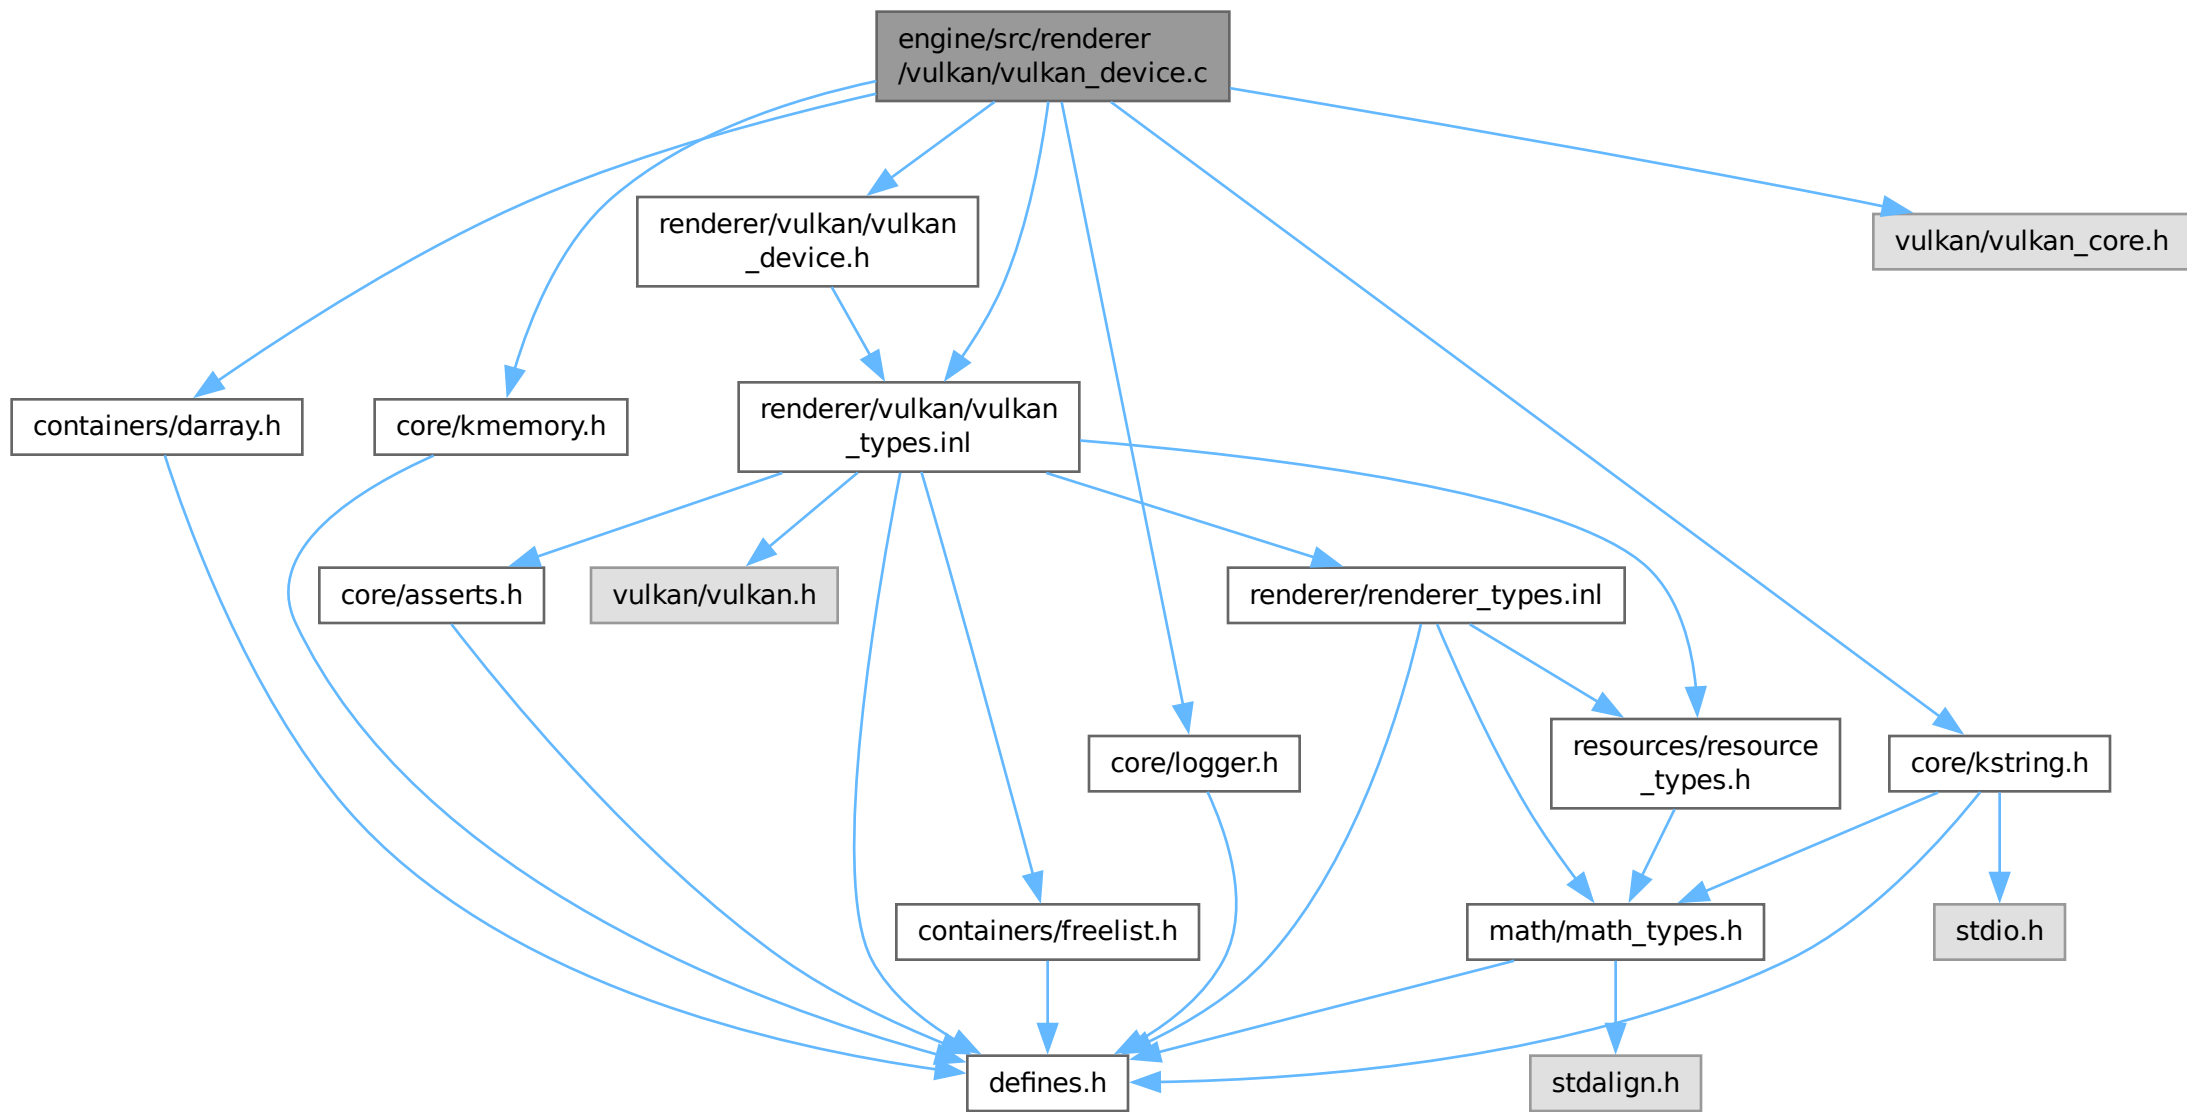 engine/src/renderer
/vulkan/vulkan_device.c
renderer/vulkan/vulkan
_device.h
vulkan/vulkan_core.h
containers/darray.h
core/kmemory.h
renderer/vulkan/vulkan
_types.inl
core/asserts.h
vulkan/vulkan.h
renderer/renderer_types.inl
core/logger.h
resources/resource
_types.h
core/kstring.h
containers/freelist.h
math/math_types.h
stdio.h
defines.h
stdalign.h